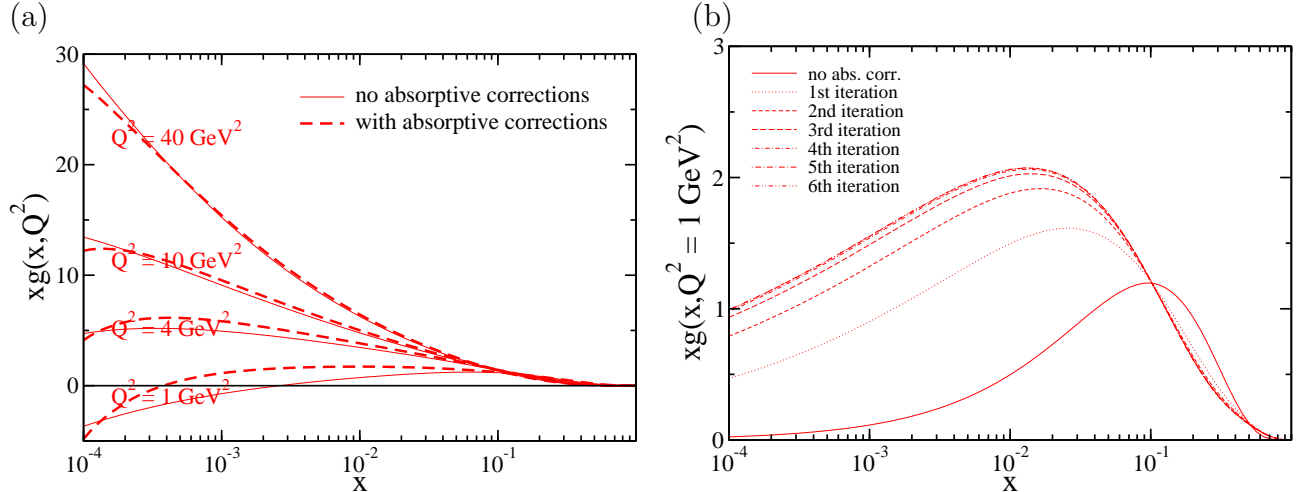 (a)
30
25
20
15
10
5
0
xg(x,Q²)
no absorptive corrections
with absorptive corrections
Q² = 40 GeV²
Q² = 10 GeV²
Q² = 4 GeV²
Q² = 1 GeV²
10⁻⁴ 10⁻³ 10⁻² 10⁻¹
x
(b)
3
2
1
0
xg(x,Q² = 1 GeV²)
no abs. corr.
1st iteration
2nd iteration
3rd iteration
4th iteration
5th iteration
6th iteration
10⁻⁴ 10⁻³ 10⁻² 10⁻¹
x